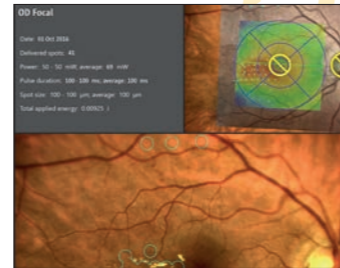 OD Focal
Date: 03 Oct 2016
Delivered spots: 45
Power: 50 - 50 mW, average: 69 mW
Pulse duration: 100 - 100 ms, average: 100 ms
Spot size: 100 - 100 µm, average: 100 µm
Total applied energy: 0.00925 J